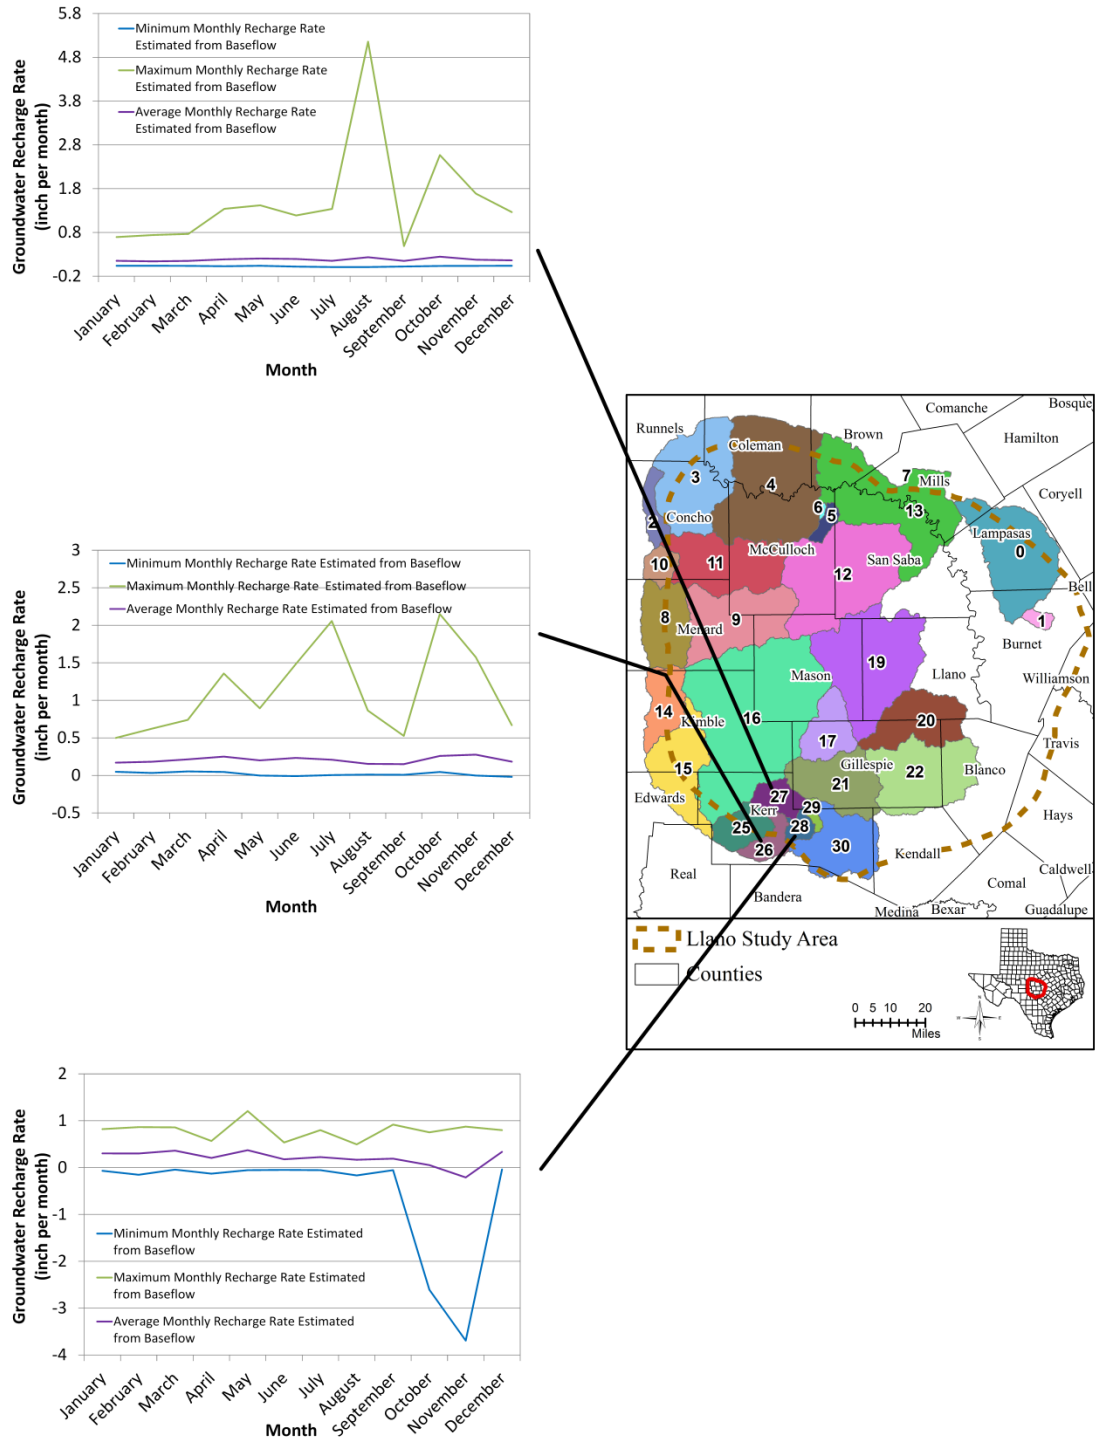 5.8
4.8
3.8
2.8
1.8
0.8
-0.2
Groundwater Recharge Rate
(inch per month)
Minimum Monthly Recharge Rate
Estimated from Baseflow
Maximum Monthly Recharge Rate
Estimated from Baseflow
Average Monthly Recharge Rate
Estimated from Baseflow
January
February
March
April
May
June
July
August
September
October
November
December
Month
3
2.5
2
1.5
1
0.5
0
-0.5
Groundwater Recharge Rate
(inch per month)
Minimum Monthly Recharge Rate Estimated from Baseflow
Maximum Monthly Recharge Rate Estimated from Baseflow
Average Monthly Recharge Rate Estimated from Baseflow
January
February
March
April
May
June
July
August
September
October
November
December
Month
2
1
0
-1
-2
-3
-4
Groundwater Recharge Rate
(inch per month)
Minimum Monthly Recharge Rate Estimated
from Baseflow
Maximum Monthly Recharge Rate Estimated
from Baseflow
Average Monthly Recharge Rate Estimated
from Baseflow
January
February
March
April
May
June
July
August
September
October
November
December
Month
Comanche
Bosque
Runnels
Coleman
Brown
Hamilton
3
4
7
Mills
Coryell
2
Concho
6
5
13
Lampasas
0
10
11
McCulloch
12
San Saba
Bell
8
Menard
9
1
Burnet
Mason
19
Llano
Williamson
14
Kimble
16
17
20
Travis
15
Gillespie
22
Blanco
Edwards
27
21
Kerr
29
Hays
25
28
26
30
Kendall
Real
Caldwell
Bandera
Comal
Medina
Bexar
Guadalupe
Llano Study Area
Counties
0 5 10 20
Miles
N
W
E
S